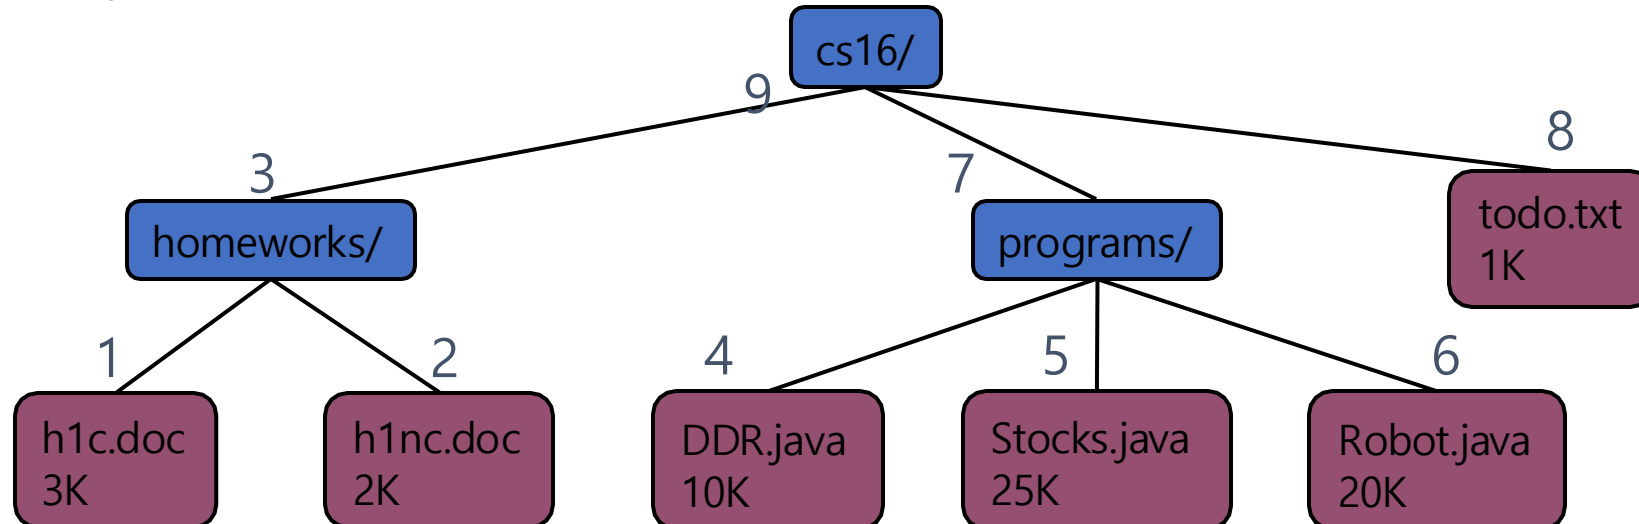 cs16/
9
8
3
7
todo.txt
1K
homeworks/
programs/
1
2
4
5
6
h1c.doc
3K
h1nc.doc
2K
DDR.java
10K
Stocks.java
25K
Robot.java
20K